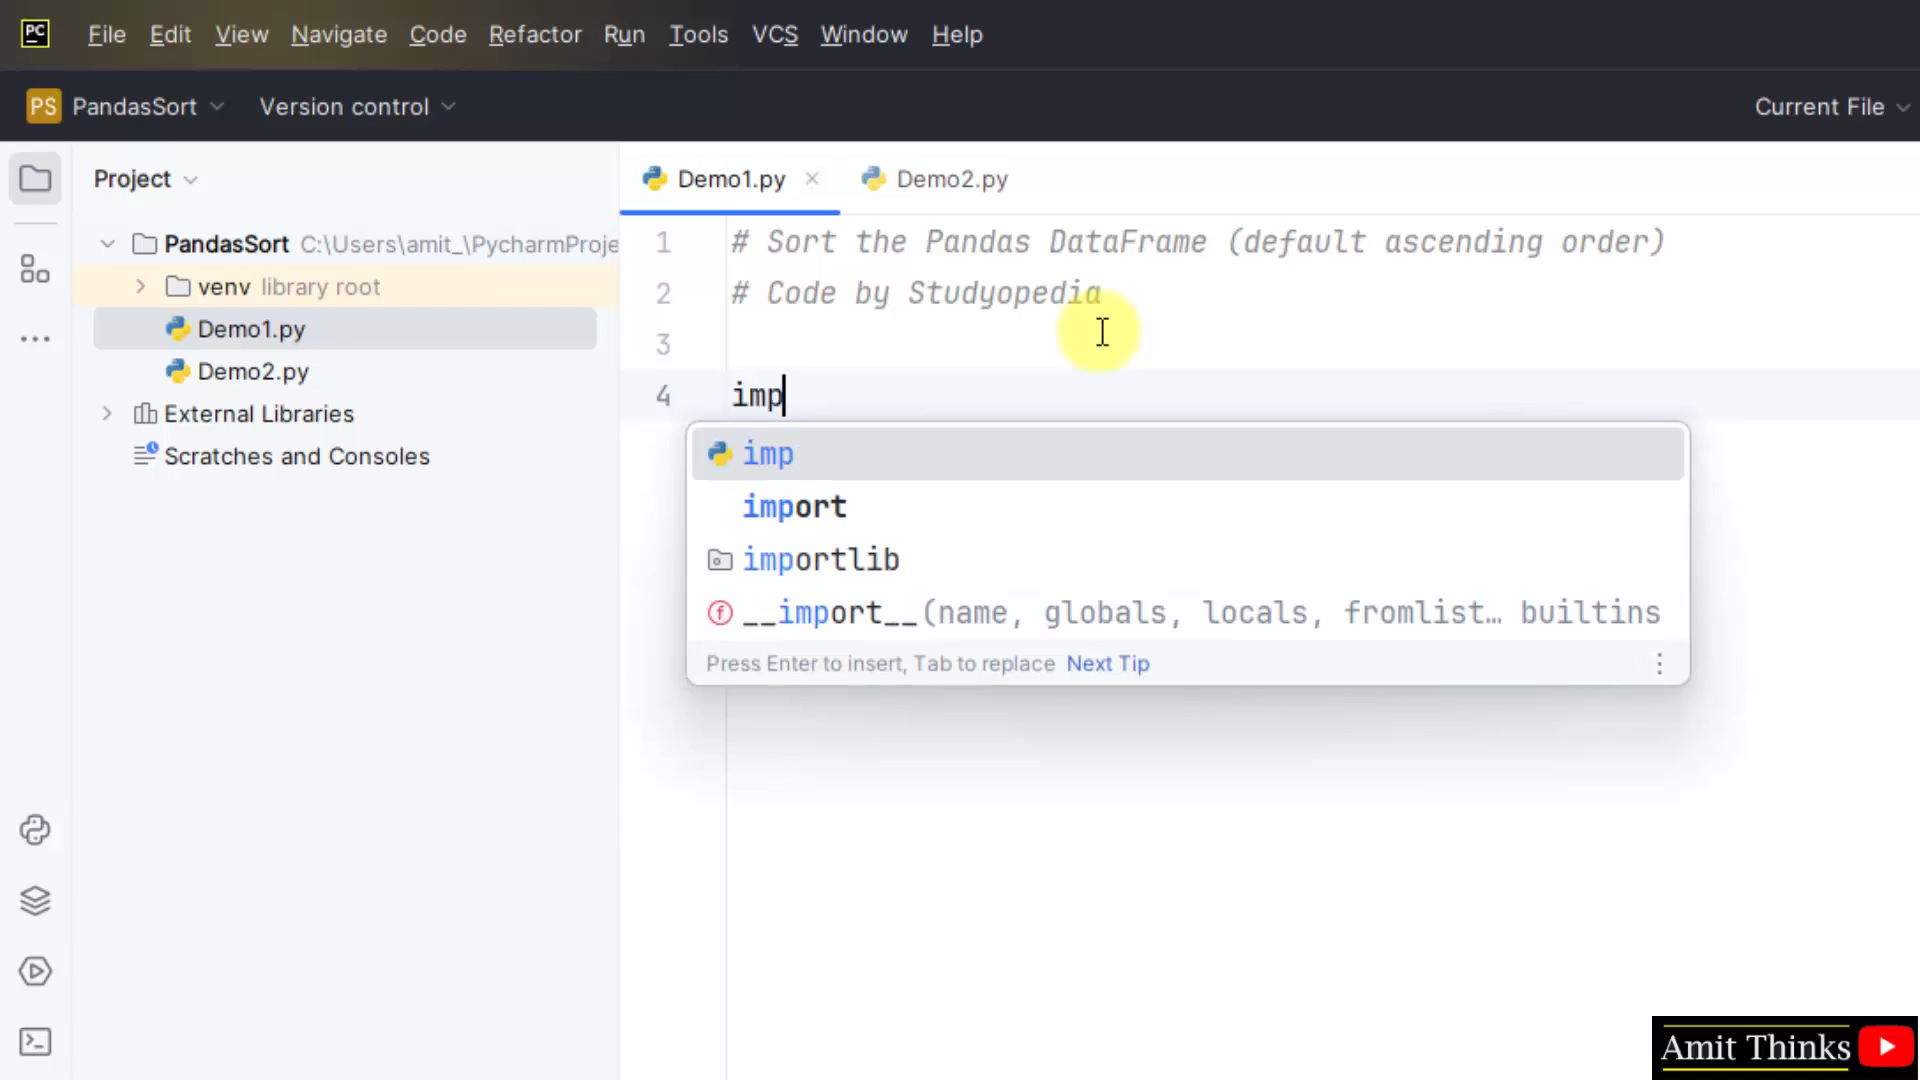 PC File Edit View Navigate Code Refactor Run Tools VCS Window Help
PS PandasSort Version control Current File
Project
Demo1.py Demo2.py
PandasSort C:\Users\amit_\PycharmProje
venv library root
Demo1.py
Demo2.py
External Libraries
Scratches and Consoles
1 # Sort the Pandas DataFrame (default ascending order)
2 # Code by Studyopedia
3
4 imp
imp
import
importlib
f __import__(name, globals, locals, fromlist… builtins
Press Enter to insert, Tab to replace Next Tip
Amit Thinks